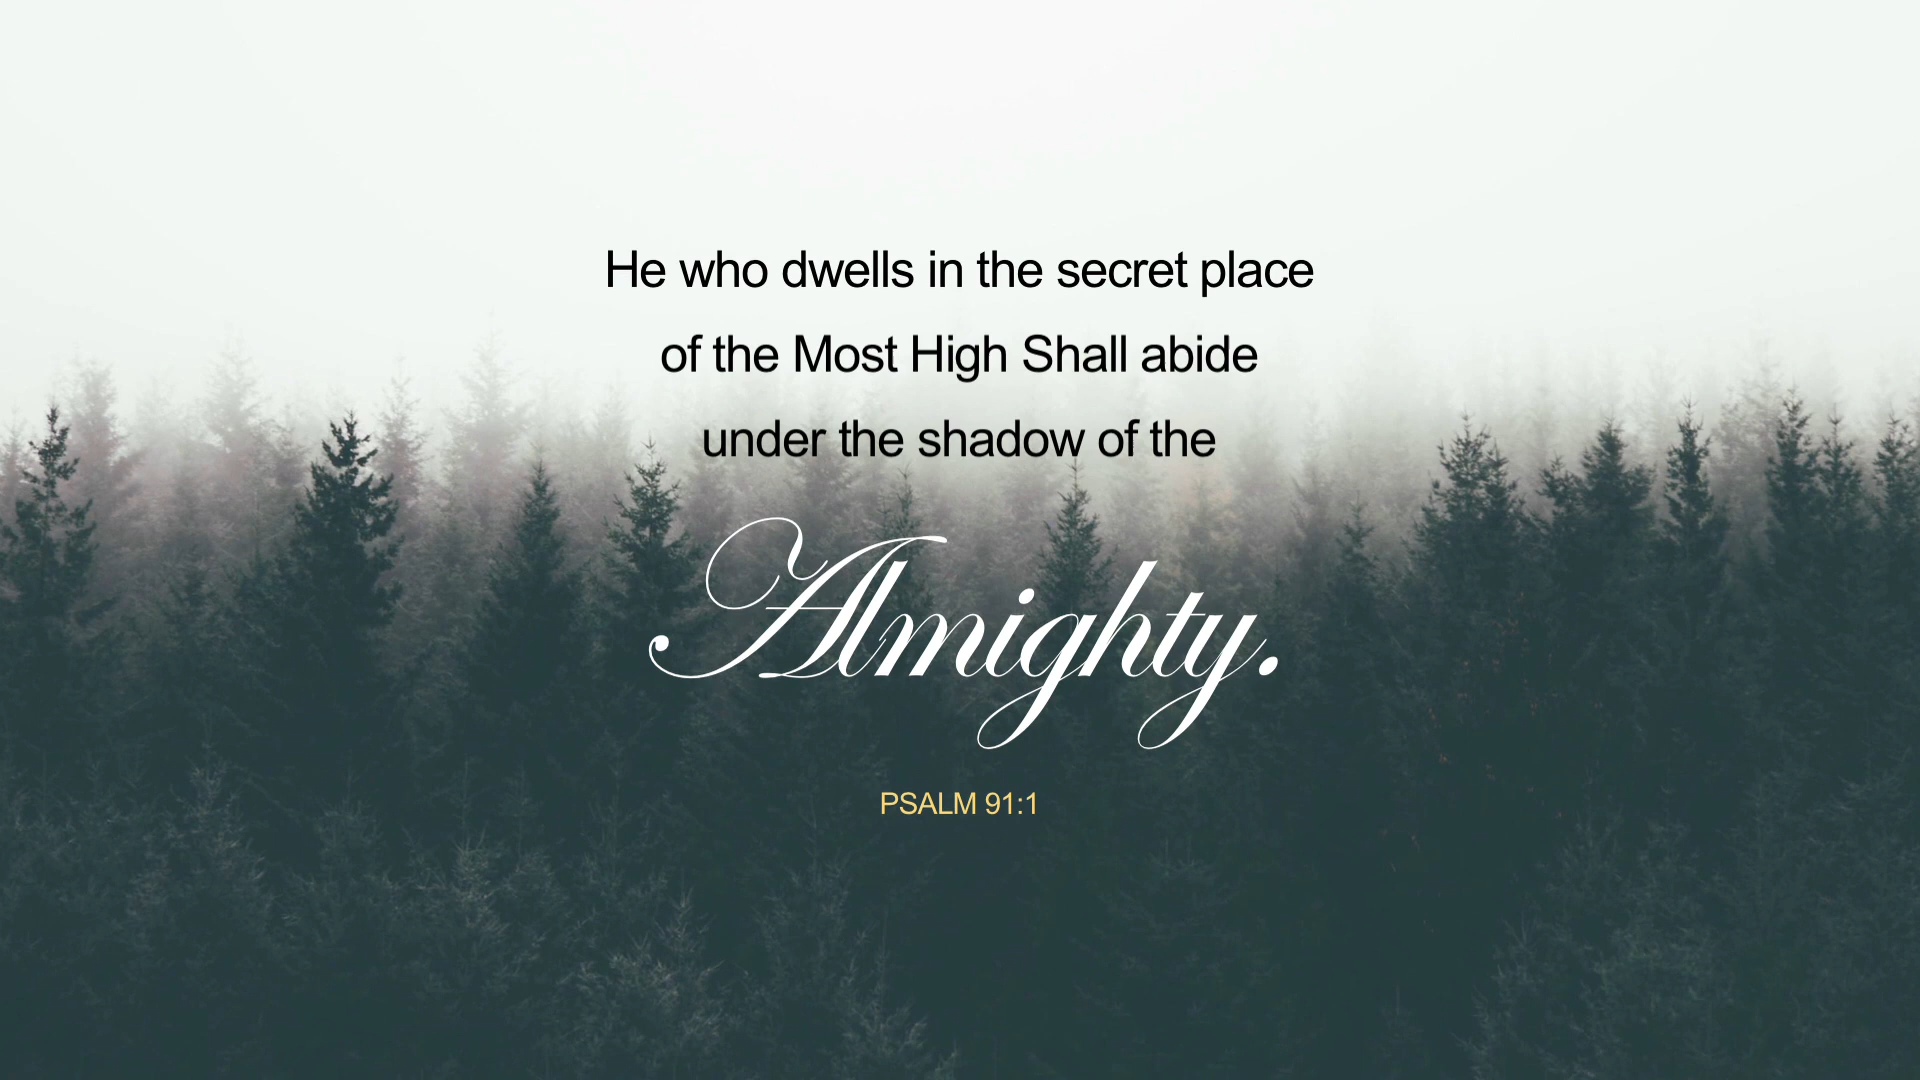 He who dwells in the secret place
of the Most High Shall abide
under the shadow of the
Almighty.
PSALM 91:1